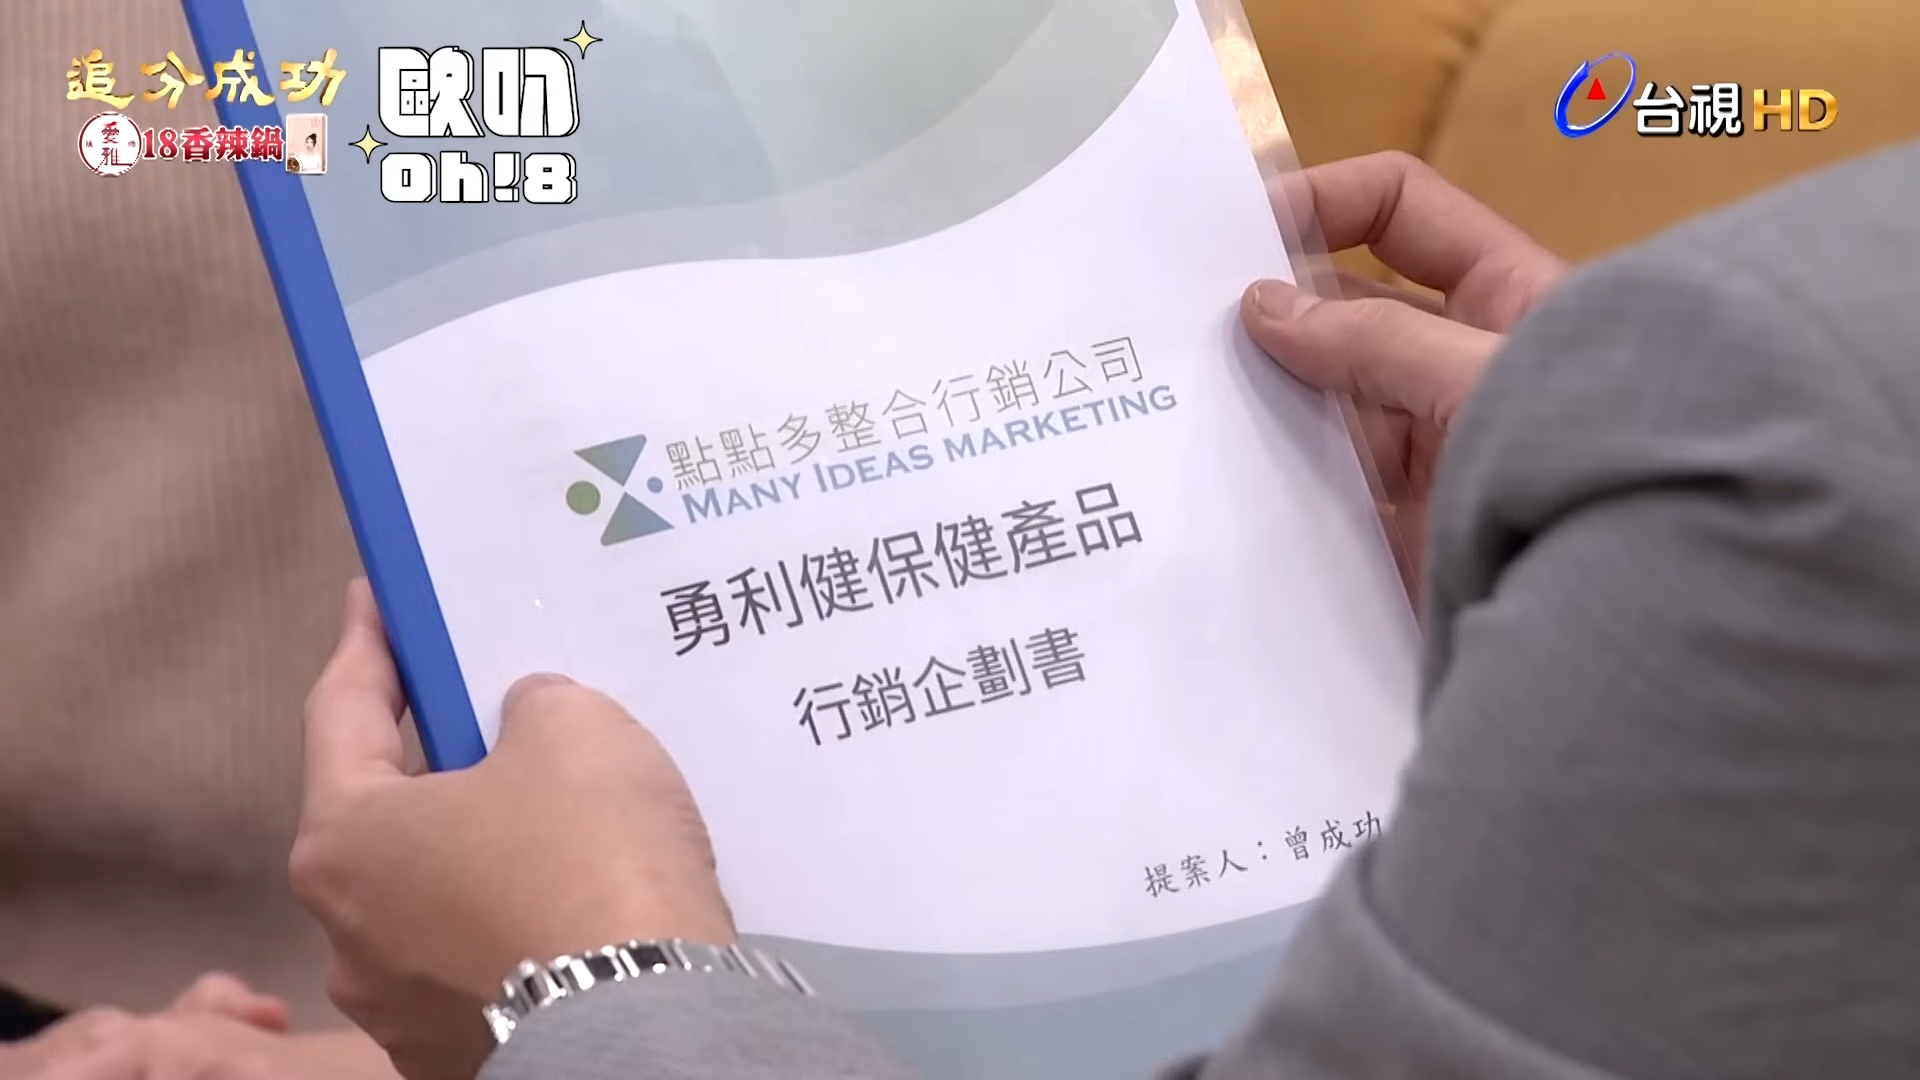 追分成功
愛雅
18香辣鍋
歐叭
Oh!8
台視HD
點點多整合行銷公司
MANY IDEAS MARKETING
勇利健保健產品
行銷企劃書
提案人：曾成功